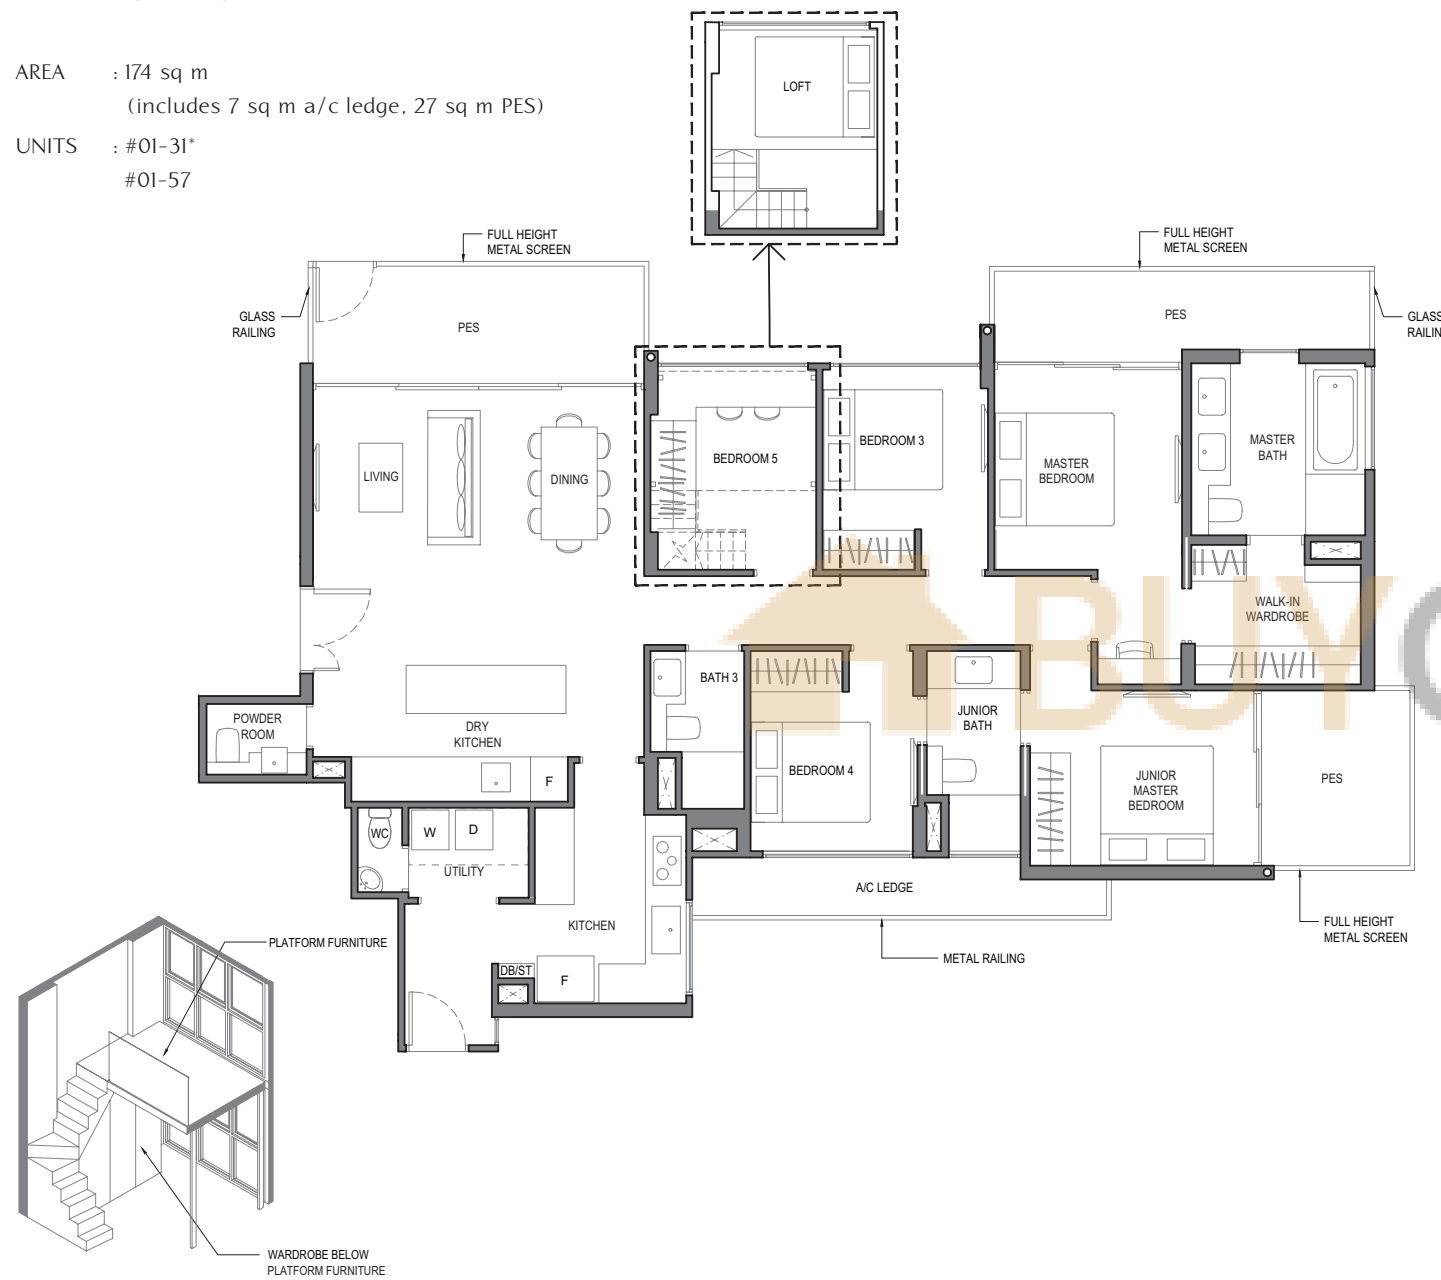 AREA : 174 sq m
(includes 7 sq m a/c ledge, 27 sq m PES)
UNITS : #01-31*
#01-57
LOFT
FULL HEIGHT
METAL SCREEN
FULL HEIGHT
METAL SCREEN
GLASS
RAILING
PES
PES
GLASS
RAILIN
LIVING
DINING
BEDROOM 5
BEDROOM 3
MASTER
BEDROOM
MASTER
BATH
WALK-IN
WARDROBE
BUY
POWDER
ROOM
DRY
KITCHEN
F
BATH 3
BEDROOM 4
JUNIOR
BATH
JUNIOR
MASTER
BEDROOM
PES
WC
W
D
UTILITY
KITCHEN
A/C LEDGE
DB/ST
F
METAL RAILING
FULL HEIGHT
METAL SCREEN
PLATFORM FURNITURE
WARDROBE BELOW
PLATFORM FURNITURE